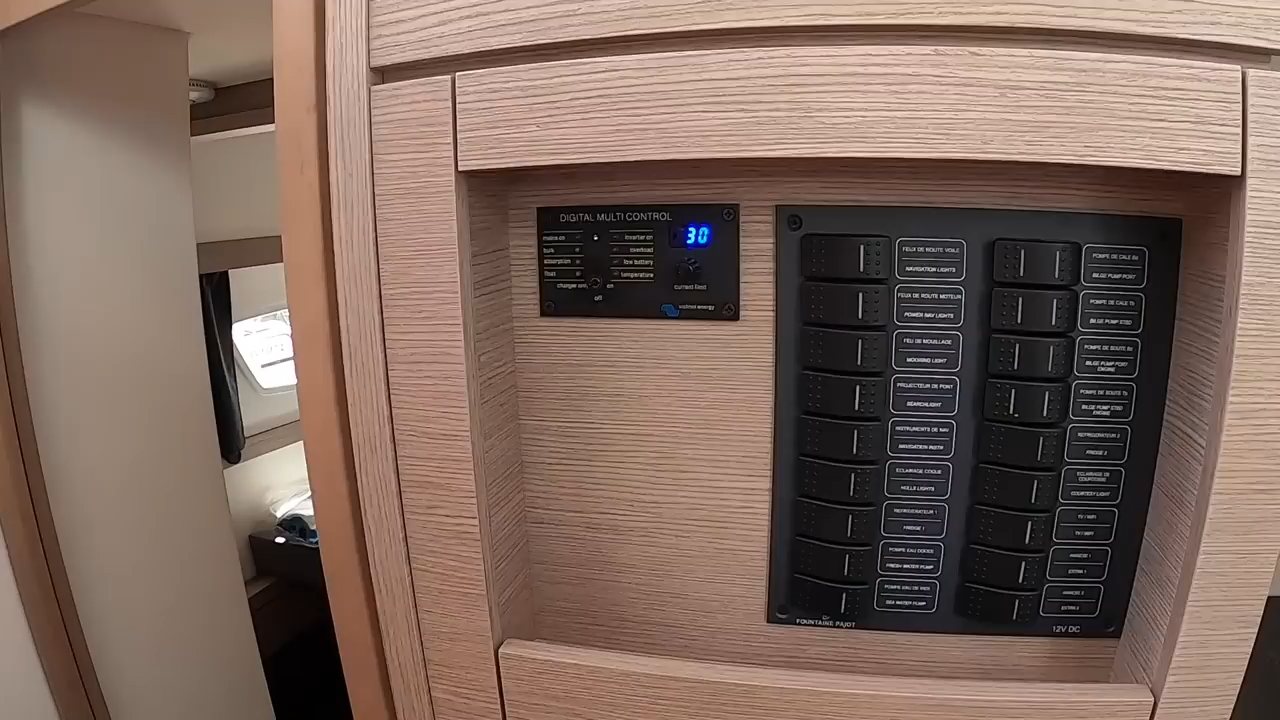 DIGITAL MULTI CONTROL
mains on
inverter on
30
bulk
overload
absorption
low battery
float
temperature
charger only
on
off
current limit
victron energy
FEUX DE ROUTE VOILE
NAVIGATION LIGHTS
FEUX DE ROUTE MOTEUR
POWER NAV LIGHTS
FEU DE MOUILLAGE
MOORING LIGHT
PROJECTEUR DE PONT
SEARCHLIGHT
INSTRUMENTS DE NAV
NAVIGATION INSTR
ECLAIRAGE COQUE
HULLS LIGHTS
REFRIGERATEUR 1
FRIDGE 1
POMPE EAU DOUCE
FRESH WATER PUMP
POMPE EAU DE MER
SEA WATER PUMP
FOUNTAINE PAJOT
POMPE DE CALE Bd
BILGE PUMP PORT
POMPE DE CALE Tb
BILGE PUMP STBD
POMPE DE SOUTE Bd
BILGE PUMP PORT
ENGINE
POMPE DE SOUTE Tb
BILGE PUMP STBD
ENGINE
REFRIGERATEUR 2
FRIDGE 2
ECLAIRAGE DE
COURTOISIE
COURTESY LIGHT
TV / WIFI
TV / WIFI
ANNEXE 1
EXTRA 1
ANNEXE 2
EXTRA 2
12V DC